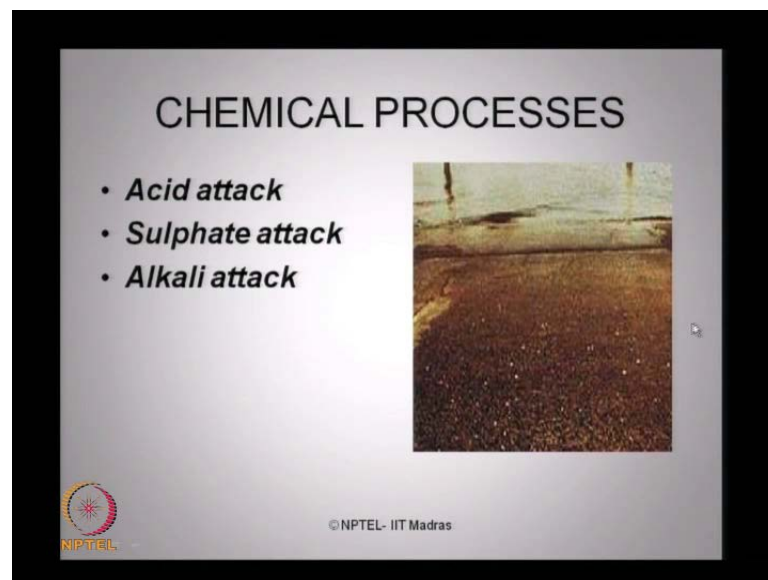 CHEMICAL PROCESSES
• Acid attack
• Sulphate attack
• Alkali attack
NPTEL
©NPTEL- IIT Madras